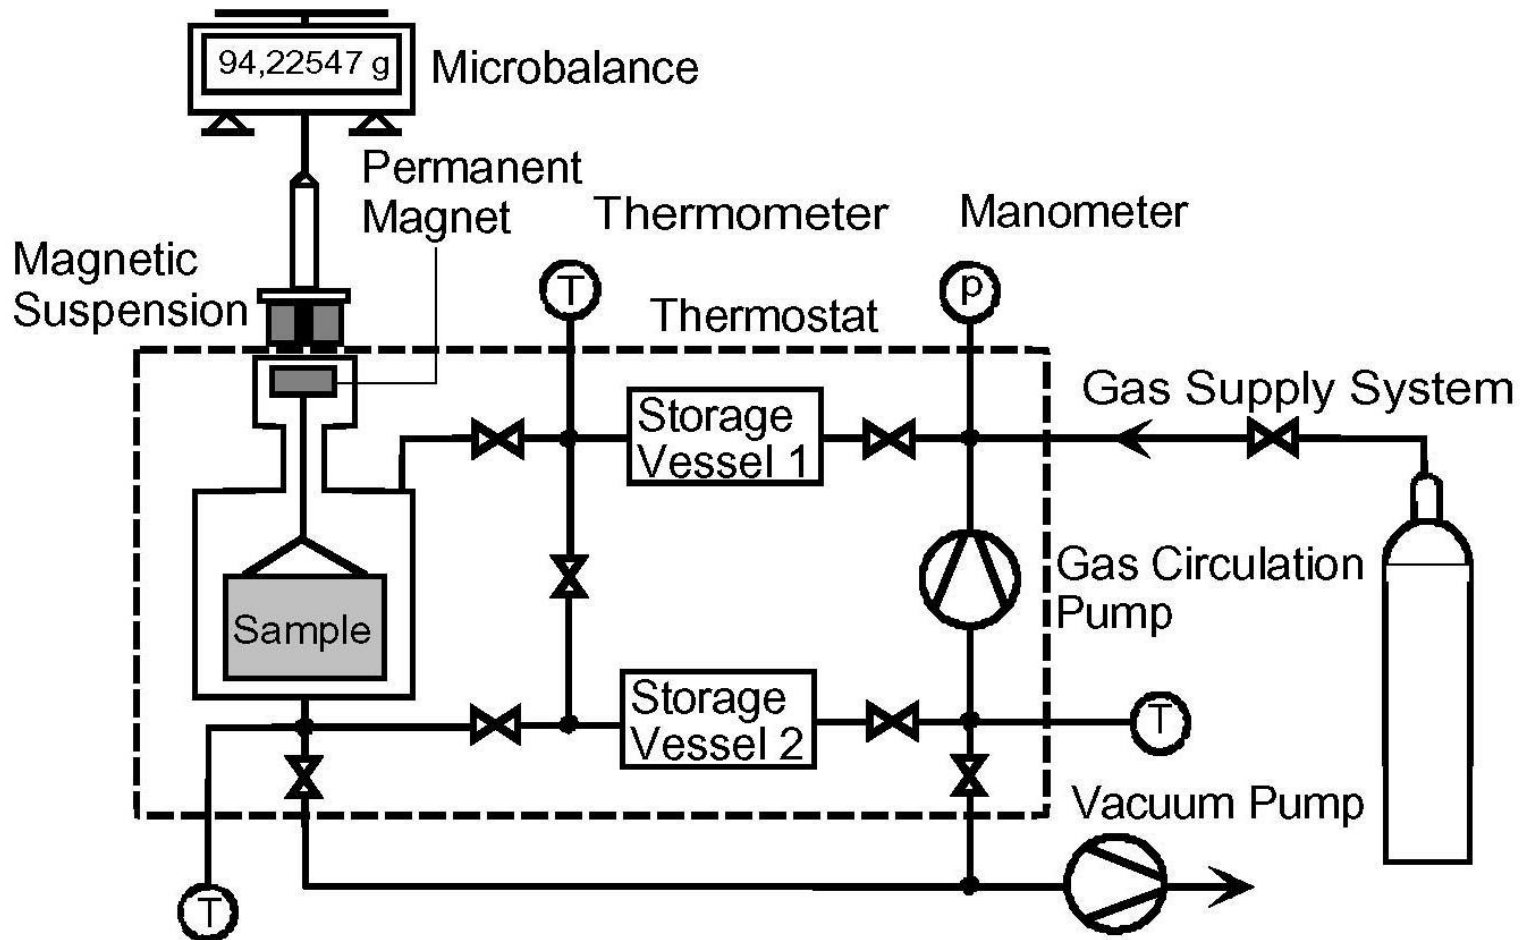 94,22547 g
Microbalance
Permanent
Magnet
Thermometer
Manometer
Magnetic
Suspension
T
p
Thermostat
Gas Supply System
Storage
Vessel 1
Gas Circulation
Pump
Sample
Storage
Vessel 2
T
Vacuum Pump
T